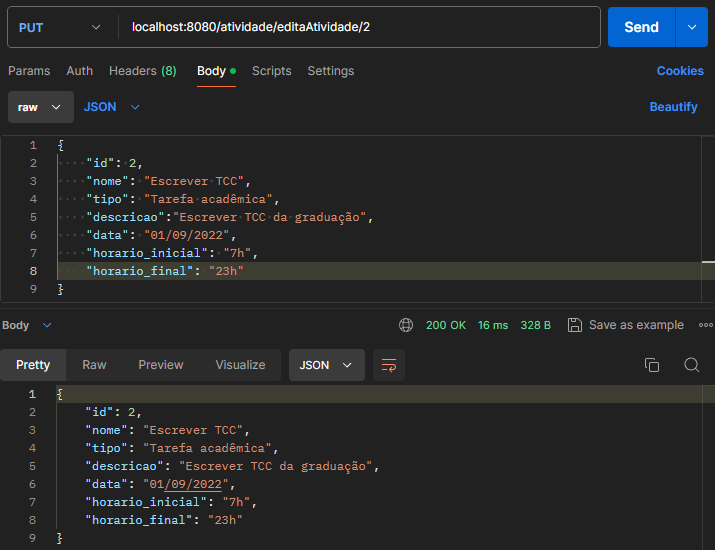 PUT localhost:8080/atividade/editaAtividade/2 Send
Params Auth Headers (8) Body Scripts Settings Cookies
raw JSON Beautify
1 {
2 "id": 2,
3 "nome": "Escrever TCC",
4 "tipo": "Tarefa acadêmica",
5 "descricao":"Escrever TCC da graduação",
6 "data": "01/09/2022",
7 "horario_inicial": "7h",
8 "horario_final": "23h"
9 }
Body 200 OK 16 ms 328 B Save as example
Pretty Raw Preview Visualize JSON
1 {
2 "id": 2,
3 "nome": "Escrever TCC",
4 "tipo": "Tarefa acadêmica",
5 "descricao": "Escrever TCC da graduação",
6 "data": "01/09/2022",
7 "horario_inicial": "7h",
8 "horario_final": "23h"
9 }